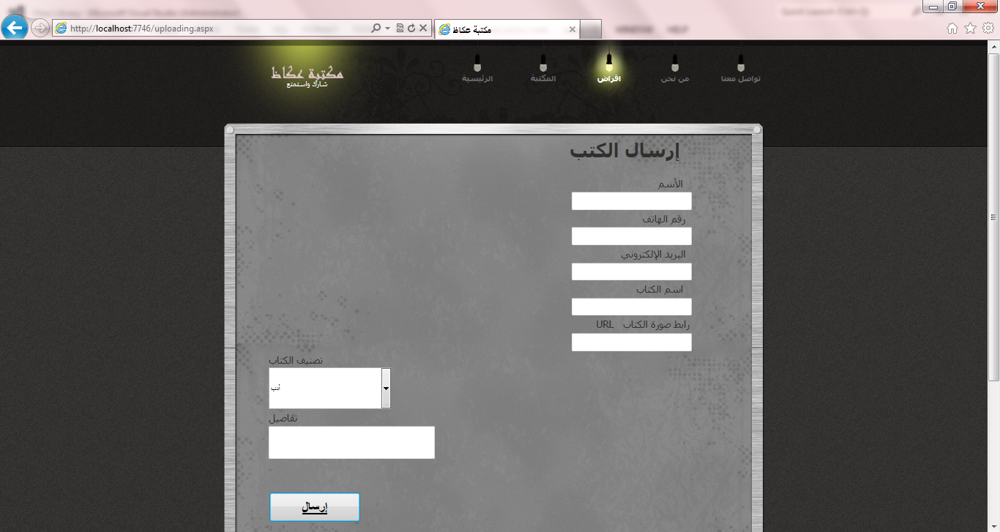 http://localhost:7746/uploading.aspx
مكتبة عكاظ
مكتبة عكاظ
شارك واستمتع
الرئيسية
المكتبة
اقراض
من نحن
تواصل معنا
إرسال الكتب
الأسم
رقم الهاتف
البريد الإلكتروني
اسم الكتاب
رابط صورة الكتاب URL
تصنيف الكتاب
أدب
تفاصيل
إرسال